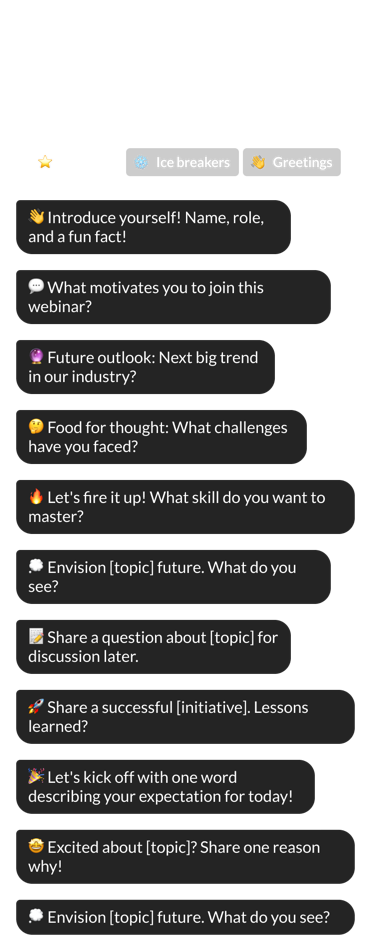 ⭐
❄️ Ice breakers 👋 Greetings
👋 Introduce yourself! Name, role,
and a fun fact!
💬 What motivates you to join this
webinar?
🔮 Future outlook: Next big trend
in our industry?
🤔 Food for thought: What challenges
have you faced?
🔥 Let's fire it up! What skill do you want to
master?
💭 Envision [topic] future. What do you
see?
📝 Share a question about [topic] for
discussion later.
🚀 Share a successful [initiative]. Lessons
learned?
🎉 Let's kick off with one word
describing your expectation for today!
🤩 Excited about [topic]? Share one reason
why!
💭 Envision [topic] future. What do you see?